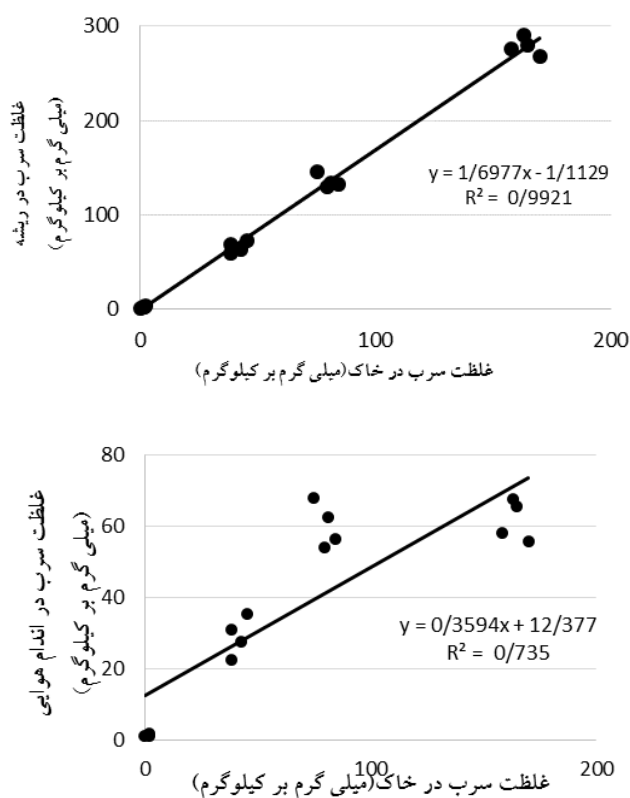 300
200
100
0
0
100
200
غلظت سرب در ریشه
(میلی گرم بر کیلوگرم)
y = 1/6977x - 1/1129
R² = 0/9921
غلظت سرب در خاک(میلی گرم بر کیلوگرم)
80
60
40
20
0
0
100
200
غلظت سرب در اندام هوایی
(میلی گرم بر کیلوگرم)
y = 0/3594x + 12/377
R² = 0/735
غلظت سرب در خاک(میلی گرم بر کیلوگرم)